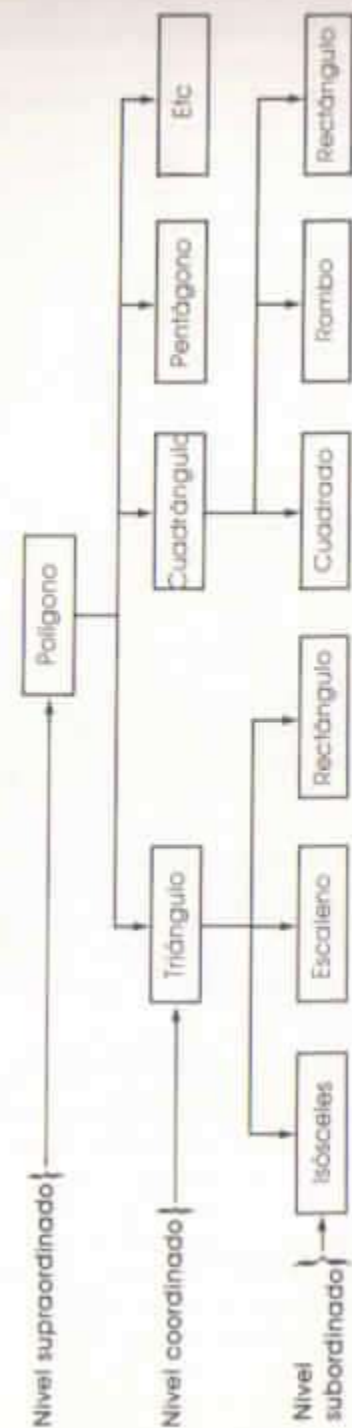 Nivel supraordinado
Polígono
Nivel coordinado
Triángulo
Cuadrángulo
Pentágono
Etc
Nivel
subordinado
Isósceles
Escaleno
Rectángulo
Cuadrado
Rombo
Rectángulo